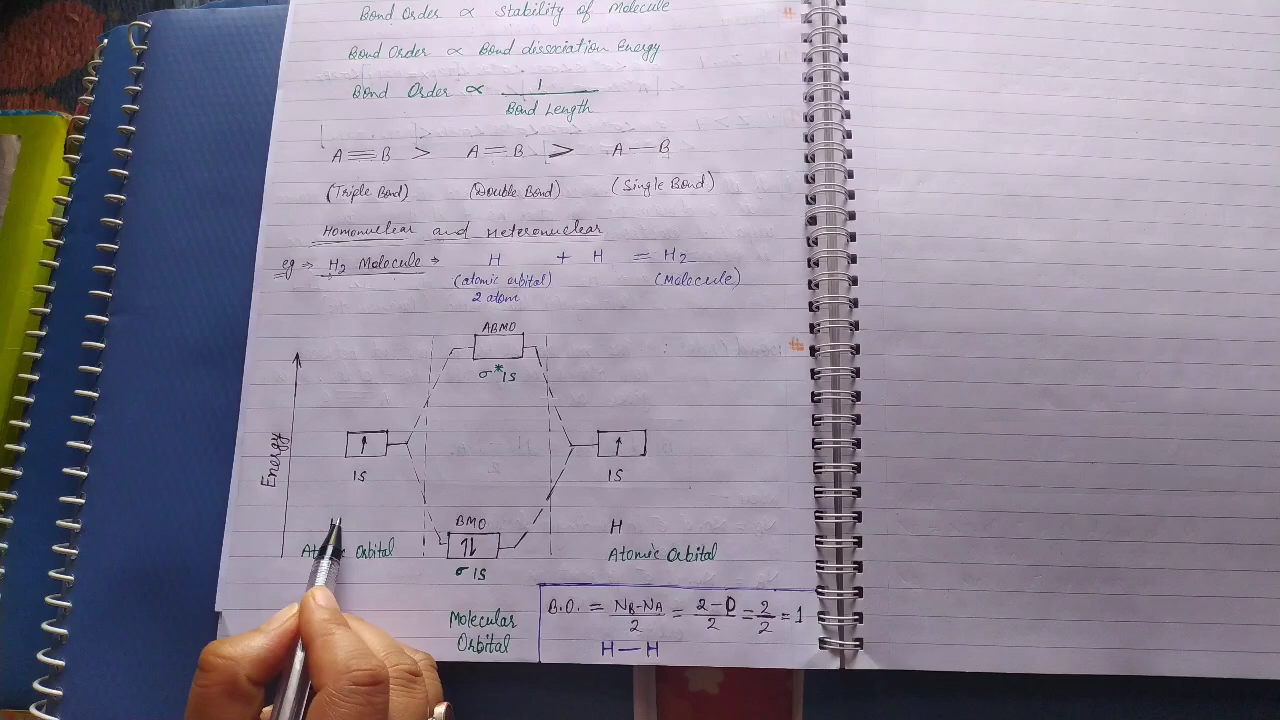 Bond Order ∝ Stability of Molecule
Bond Order ∝ Bond dissociation Energy
Bond Order ∝ 1 / Bond Length
A≡B > A=B > A—B
(Triple Bond) (Double Bond) (Single Bond)
Homonuclear and Heteronuclear
eg ⇒ H2 Molecule ⇒ H + H = H2
(atomic orbital) (Molecule)
2 atom
ABMO
σ*1s
Energy
↑ ↑
1s 1s
BMO H
↑↓ Orbital Atomic Orbital
σ 1s
Molecular
Orbital
B.O. = NB-NA / 2 = 2-0 / 2 = 2/2 = 1
H—H